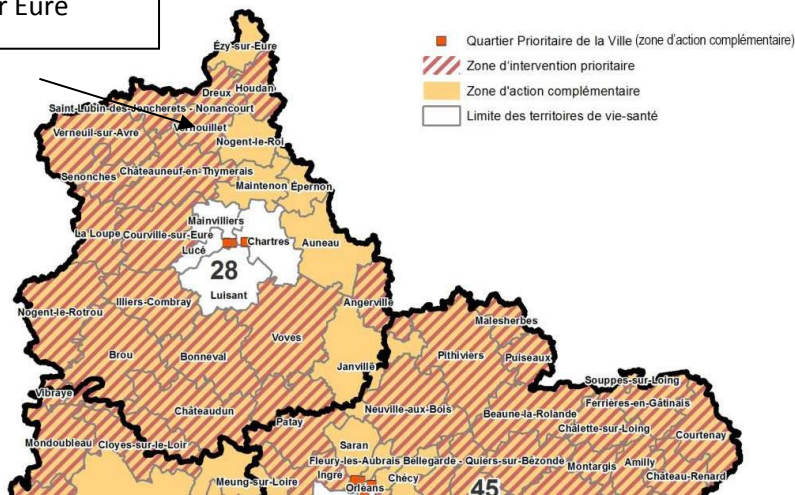 r Eure
Quartier Prioritaire de la Ville (zone d'action complémentaire)
Zone d'intervention prioritaire
Zone d'action complémentaire
Limite des territoires de vie-santé
Ézy-sur-Eure
Dreux
Houdan
Saint-Lubin-des-Joncherets - Nonancourt
Verneuil-sur-Avre
Vernouillet
Nogent-le-Roi
Senonches
Châteauneuf-en-Thymerais
Maintenon
Épernon
Mainvilliers
La Loupe
Courville-sur-Eure
Chartres
Auneau
Lucé
28
Luisant
Illiers-Combray
Angerville
Nogent-le-Rotrou
Voves
Malesherbes
Brou
Bonneval
Janville
Pithiviers
Puiseaux
Souppes-sur-Loing
Vibraye
Châteaudun
Neuville-aux-Bois
Beaune-la-Rolande
Ferrières-en-Gâtinais
Patay
Châlette-sur-Loing
Courtenay
Mondoubleau
Cloyes-sur-le-Loir
Saran
Fleury-les-Aubrais
Bellegarde - Quiers-sur-Bézonde
Montargis
Amilly
Meung-sur-Loire
Ingré
Chécy
Château-Renard
Orléans
45